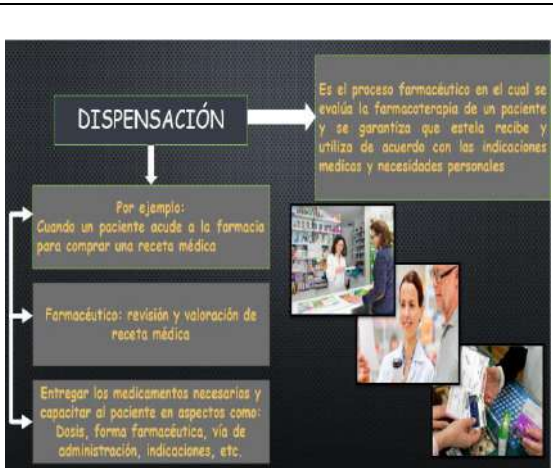 DISPENSACIÓN
Es el proceso farmacéutico en el cual se
evalúa la farmacoterapia de un paciente
y se garantiza que estela recibe y
utiliza de acuerdo con las indicaciones
medicas y necesidades personales
Por ejemplo:
Cuando un paciente acude a la farmacia
para comprar una receta médica
Farmacéutico: revisión y valoración de
receta médica
Entregar los medicamentos necesarios y
capacitar al paciente en aspectos como:
Dosis, forma farmacéutica, vía de
administración, indicaciones, etc.